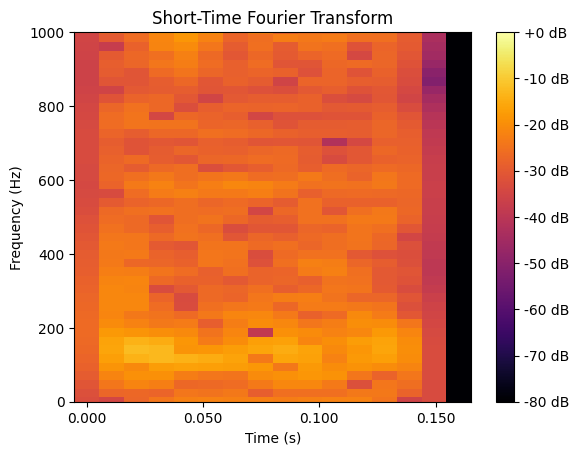 Short-Time Fourier Transform
Frequency (Hz)
1000
800
600
400
200
0
0.000
0.050
0.100
0.150
Time (s)
+0 dB
-10 dB
-20 dB
-30 dB
-40 dB
-50 dB
-60 dB
-70 dB
-80 dB